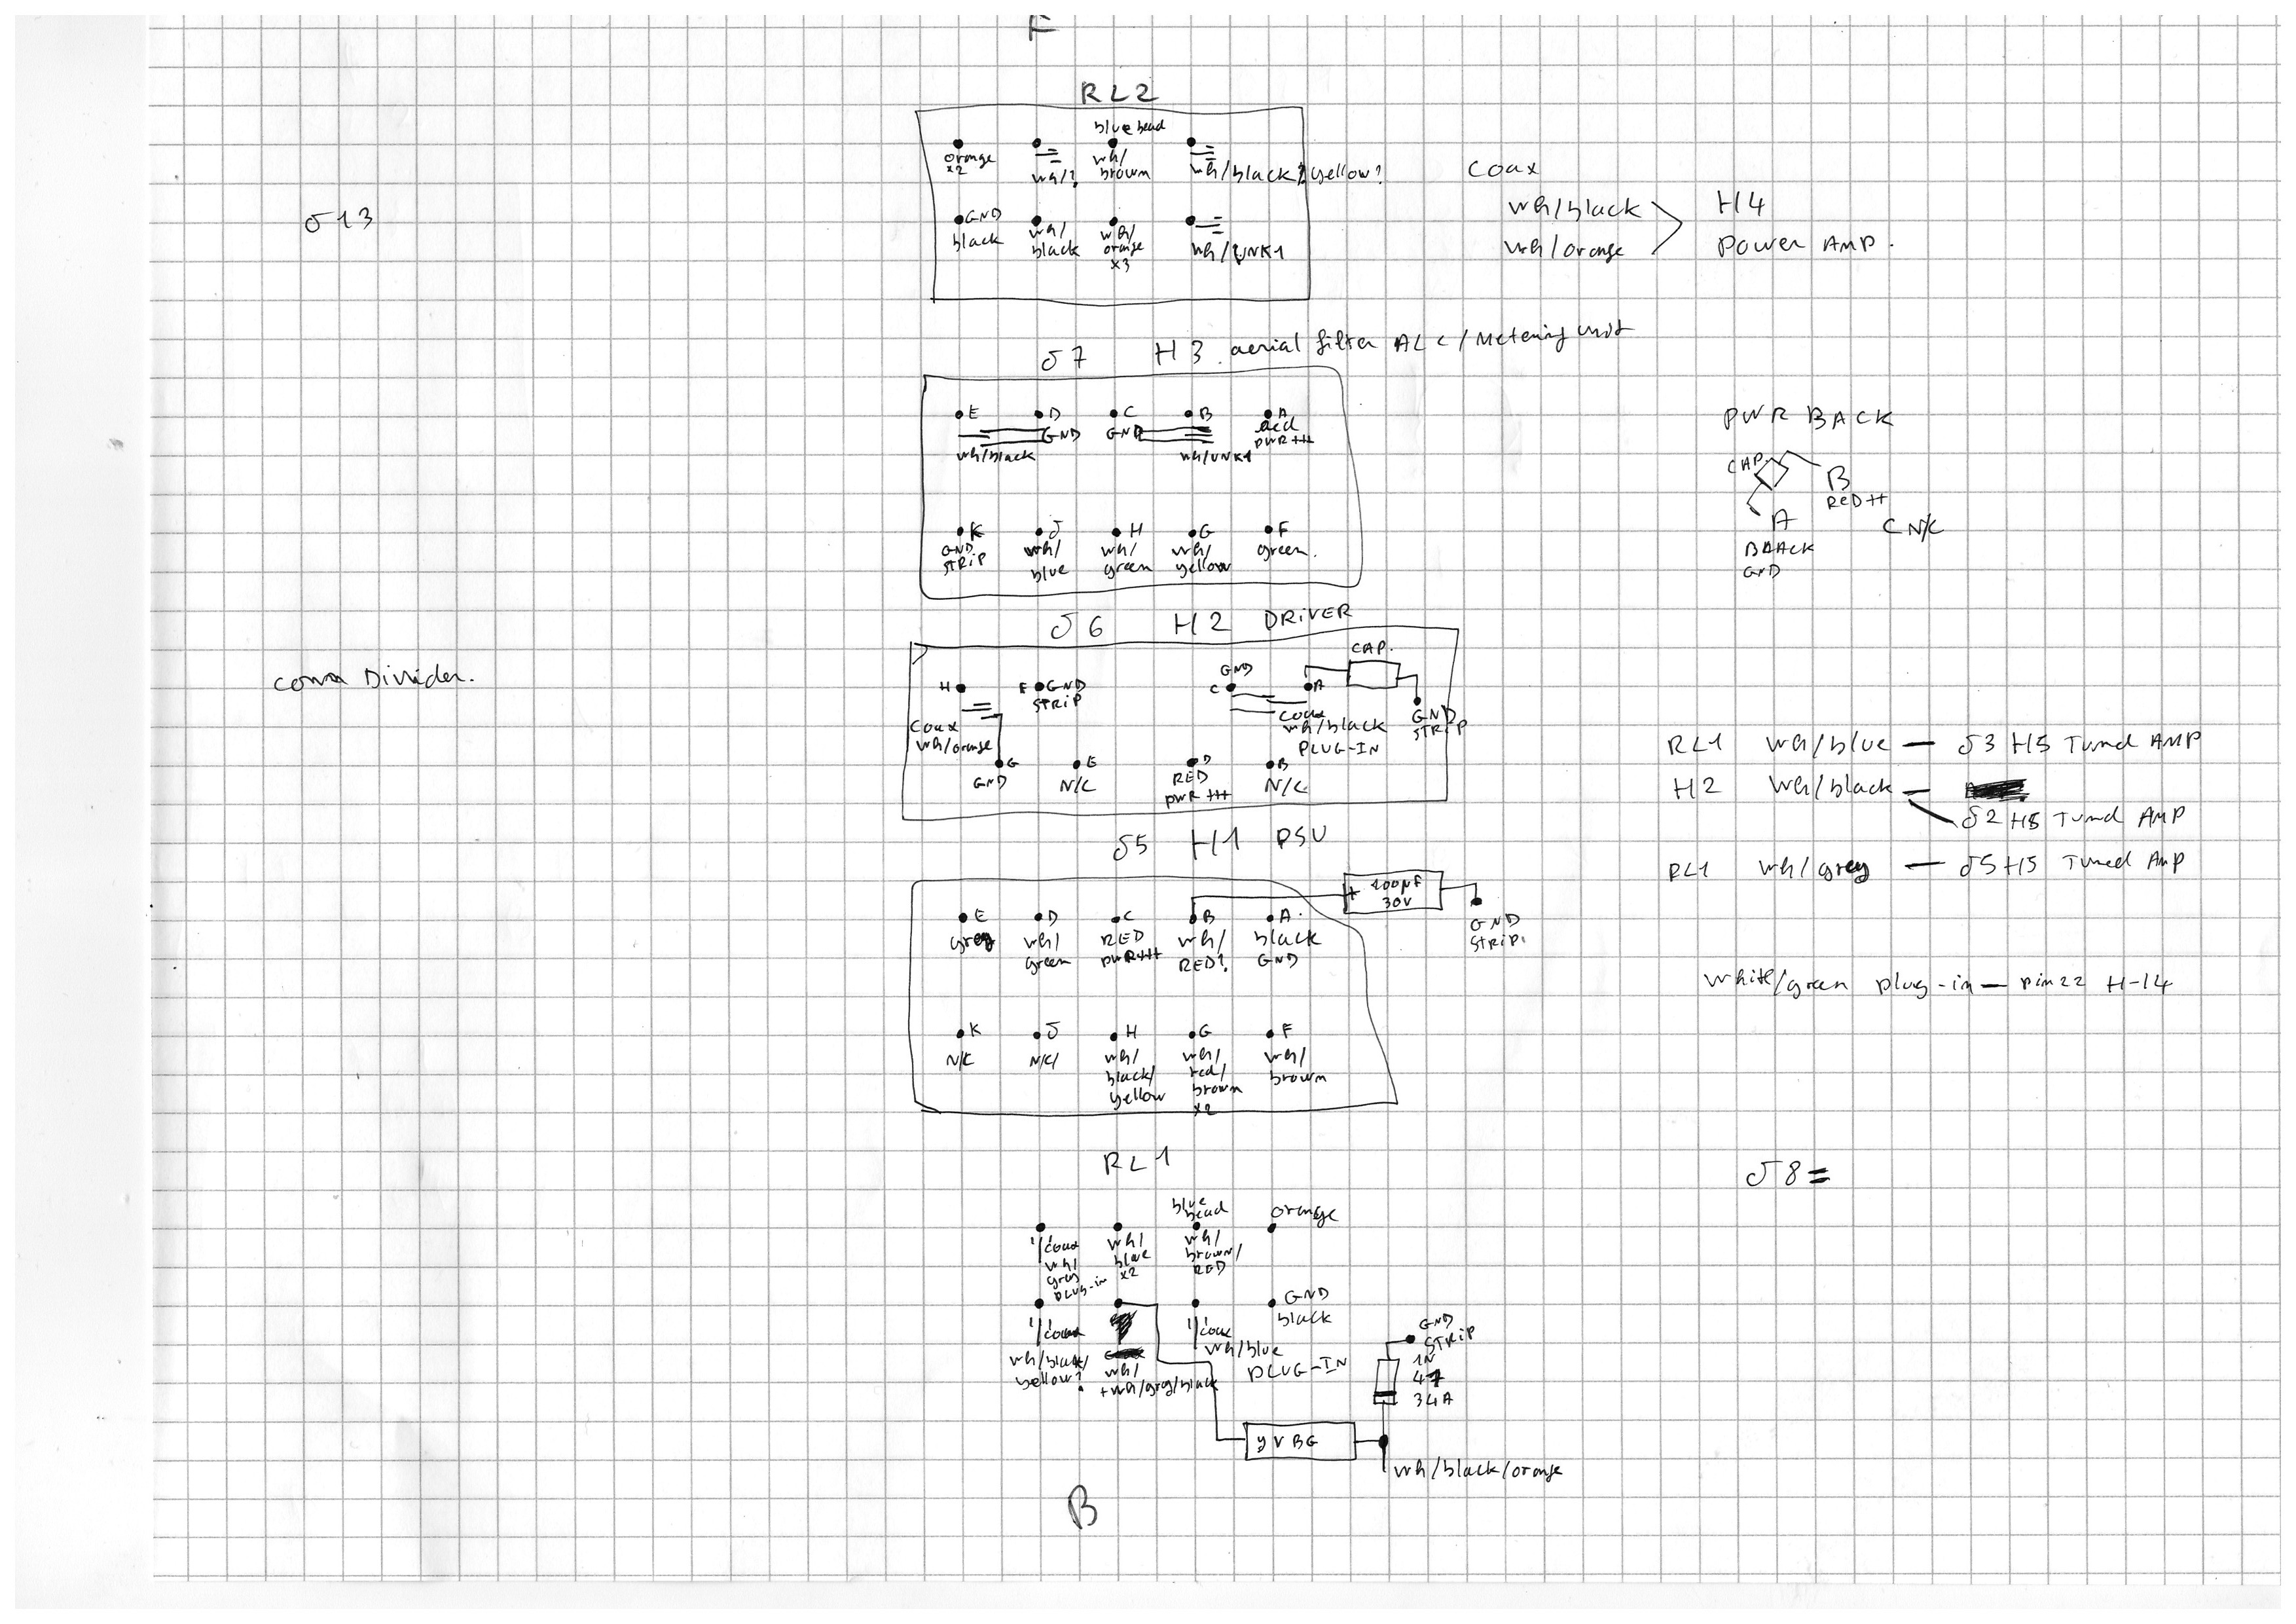 F
RL2
blue bead
orange
x2
wh/?
wh/
brown
wh/black? yellow?
GND
black
wh/
black
wh/
orange
x3
wh/UNK1
J13
coax
wh/black
wh/orange
H4
Power AMP.
J7 H3 aerial filter ALC/Metering unit
E D C B A
GND GND Red
PWR +++
wh/black wh/UNK1
K J H G F
GND
STRIP
wh/
blue
wh/
green
wh/
yellow
green.
PWR BACK
CAP.
B
RED ++
A
BLACK
GND
C N/C
J6 H2 DRIVER
CAP.
GND
H F GND
STRIP
C A
coax
wh/orange
coax
wh/black
PLUG-IN
GND
STRIP
G E D B
GND N/C RED
PWR +++
N/C
Divider.
RL1 wh/blue — J3 H5 Tuned AMP
H2 wh/black —
J2 H5 Tuned AMP
RL1 wh/grey — J5 H5 Tuned AMP
J5 H1 PSU
+ 100µF
30V
GND
STRIP.
E D C B A
grey
wh/
green
RED
PWR+++
wh/
RED?
black
GND
K J H G F
N/C N/C
wh/
black/
yellow
wh/
red/
brown
x2
wh/
brown
white/green plug-in — pin 22 H-14
RL1
J8 =
blue
bead
orange
coax
wh/
grey
PLUG-in
wh/
blue
x2
wh/
brown/
RED
GND
black
coax
wh/black/
yellow?
wh/
+wh/grey/black
coax
wh/blue
PLUG-IN
GND
STRIP
1N
47
34A
9VBG
wh/black/orange
B